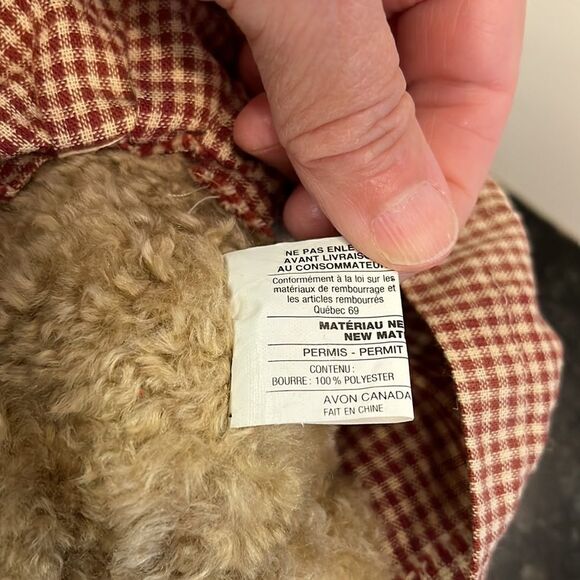 NE PAS ENLE
AVANT LIVRAIS
AU CONSOMMATE
Conformément à la loi sur les
matériaux de rembourrage et
les articles rembourrés
Québec 69
MATÉRIAU NE
NEW MAT
PERMIS - PERMIT
CONTENU:
BOURRE: 100% POLYESTER
AVON CANADA
FAIT EN CHINE